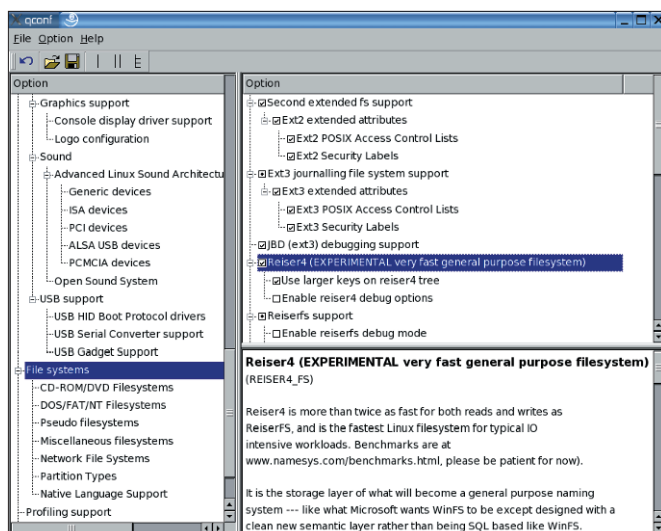 qconf
File Option Help
Option
Graphics support
Console display driver support
Logo configuration
Sound
Advanced Linux Sound Architectu
Generic devices
ISA devices
PCI devices
ALSA USB devices
PCMCIA devices
Open Sound System
USB support
USB HID Boot Protocol drivers
USB Serial Converter support
USB Gadget Support
File systems
CD-ROM/DVD Filesystems
DOS/FAT/NT Filesystems
Pseudo filesystems
Miscellaneous filesystems
Network File Systems
Partition Types
Native Language Support
Profiling support
Option
Second extended fs support
Ext2 extended attributes
Ext2 POSIX Access Control Lists
Ext2 Security Labels
Ext3 journalling file system support
Ext3 extended attributes
Ext3 POSIX Access Control Lists
Ext3 Security Labels
JBD (ext3) debugging support
Reiser4 (EXPERIMENTAL very fast general purpose filesystem)
Use larger keys on reiser4 tree
Enable reiser4 debug options
Reiserfs support
Enable reiserfs debug mode
Reiser4 (EXPERIMENTAL very fast general purpose filesystem)
(REISER4_FS)
Reiser4 is more than twice as fast for both reads and writes as
ReiserFS, and is the fastest Linux filesystem for typical IO
intensive workloads. Benchmarks are at
www.namesys.com/benchmarks.html, please be patient for now).
It is the storage layer of what will become a general purpose naming
system --- like what Microsoft wants WinFS to be except designed with a
clean new semantic layer rather than being SQL based like WinFS.